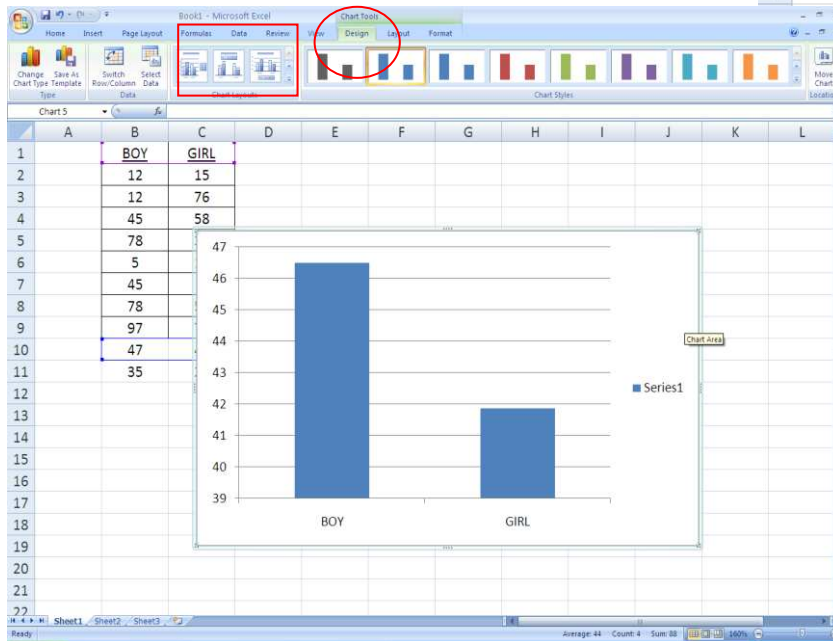 Book1 - Microsoft Excel
Chart Tools
Home Insert Page Layout Formulas Data Review View Design Layout Format
Change Chart Type
Save As Template
Switch Row/Column
Select Data
Move Chart
Type
Data
Chart Layouts
Chart Styles
Locatio
Chart 5
fx
A B C D E F G H I J K L
1 BOY GIRL
2 12 15
3 12 76
4 45 58
5 78
6 5
7 45
8 78
9 97
10 47
11 35
12
13
14
15
16
17
18
19
20
21
22
47
46
45
44
43
42
41
40
39
BOY GIRL
Series1
Chart Area
Sheet1 Sheet2 Sheet3
Ready
Average: 44 Count: 4 Sum: 88
160%